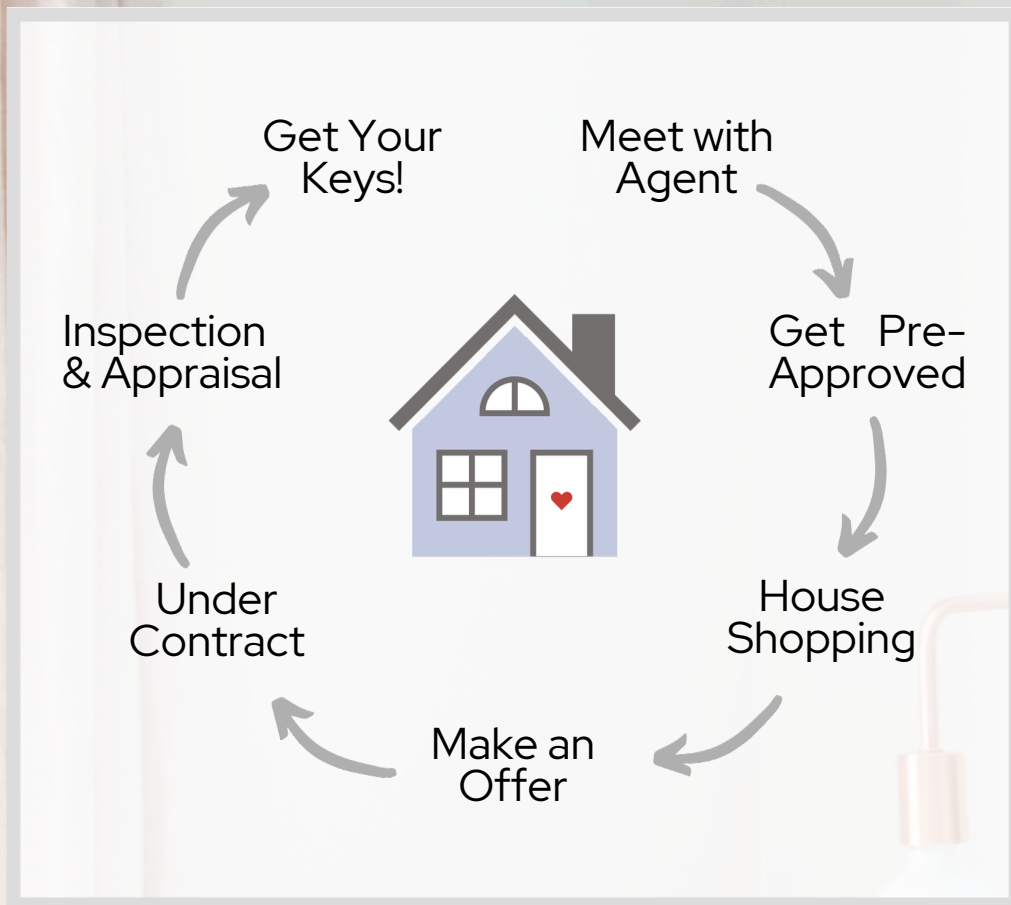 Get Your
Keys!
Meet with
Agent
Get Pre-
Approved
House
Shopping
Make an
Offer
Under
Contract
Inspection
& Appraisal